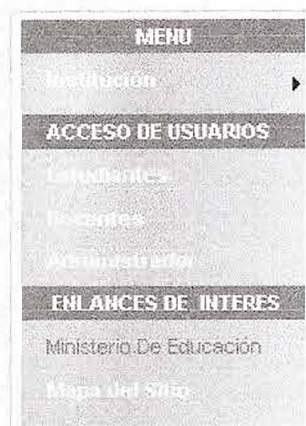 MENU
Institución
ACCESO DE USUARIOS
Estudiantes
Docentes
Administrador
ENLANCES DE INTERES
Ministerio De Educación
Mapa del Sitio